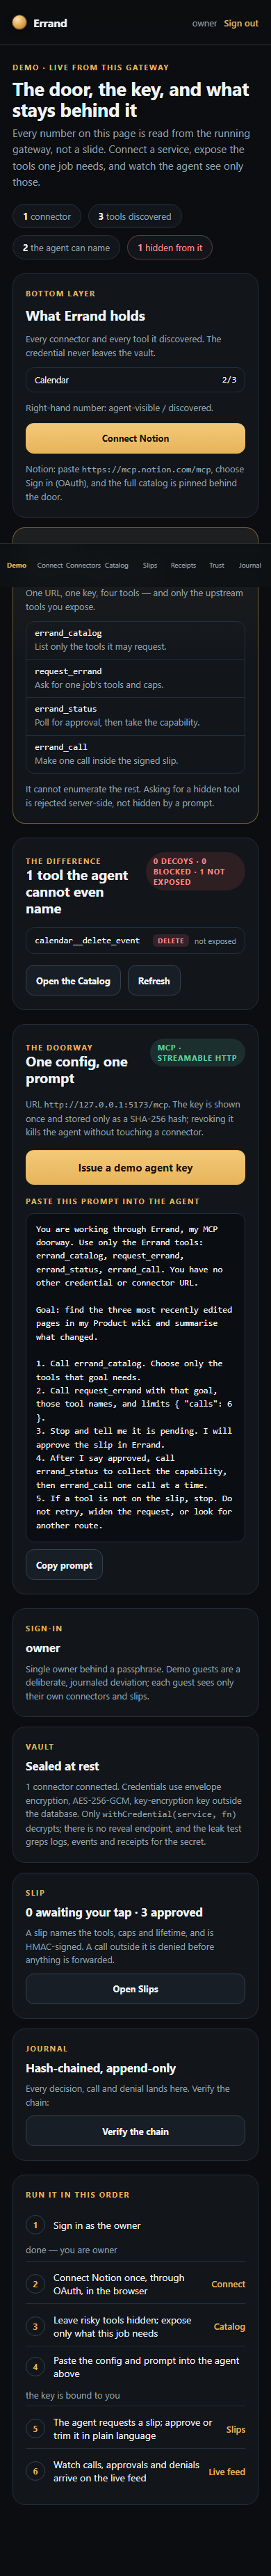 Errand
owner Sign out
DEMO · LIVE FROM THIS GATEWAY
The door, the key, and what
stays behind it
Every number on this page is read from the running
gateway, not a slide. Connect a service, expose the
tools one job needs, and watch the agent see only
those.
1 connector
3 tools discovered
2 the agent can name
1 hidden from it
BOTTOM LAYER
What Errand holds
Every connector and every tool it discovered. The
credential never leaves the vault.
Calendar 2/3
Right-hand number: agent-visible / discovered.
Connect Notion
Notion: paste https://mcp.notion.com/mcp, choose
Sign in (OAuth), and the full catalog is pinned behind
the door.
Demo Connect Connectors Catalog Slips Receipts Trust Journal
One URL, one key, four tools — and only the upstream
tools you expose.
errand_catalog
List only the tools it may request.
request_errand
Ask for one job's tools and caps.
errand_status
Poll for approval, then take the capability.
errand_call
Make one call inside the signed slip.
It cannot enumerate the rest. Asking for a hidden tool
is rejected server-side, not hidden by a prompt.
THE DIFFERENCE
1 tool the agent
cannot even
name
0 DECOYS · 0
BLOCKED · 1 NOT
EXPOSED
calendar__delete_event DELETE not exposed
Open the Catalog
Refresh
THE DOORWAY
One config, one
prompt
MCP ·
STREAMABLE HTTP
URL http://127.0.0.1:5173/mcp. The key is shown
once and stored only as a SHA-256 hash; revoking it
kills the agent without touching a connector.
Issue a demo agent key
PASTE THIS PROMPT INTO THE AGENT
You are working through Errand, my MCP
doorway. Use only the Errand tools:
errand_catalog, request_errand,
errand_status, errand_call. You have no
other credential or connector URL.
Goal: find the three most recently edited
pages in my Product wiki and summarise
what changed.
1. Call errand_catalog. Choose only the
tools that goal needs.
2. Call request_errand with that goal,
those tool names, and limits { "calls": 6
}.
3. Stop and tell me it is pending. I will
approve the slip in Errand.
4. After I say approved, call
errand_status to collect the capability,
then errand_call one call at a time.
5. If a tool is not on the slip, stop. Do
not retry, widen the request, or look for
another route.
Copy prompt
SIGN-IN
owner
Single owner behind a passphrase. Demo guests are a
deliberate, journaled deviation; each guest sees only
their own connectors and slips.
VAULT
Sealed at rest
1 connector connected. Credentials use envelope
encryption, AES-256-GCM, key-encryption key outside
the database. Only withCredential(service, fn)
decrypts; there is no reveal endpoint, and the leak test
greps logs, events and receipts for the secret.
SLIP
0 awaiting your tap · 3 approved
A slip names the tools, caps and lifetime, and is
HMAC-signed. A call outside it is denied before
anything is forwarded.
Open Slips
JOURNAL
Hash-chained, append-only
Every decision, call and denial lands here. Verify the
chain:
Verify the chain
RUN IT IN THIS ORDER
1 Sign in as the owner
done — you are owner
2 Connect Notion once, through
OAuth, in the browser
Connect
3 Leave risky tools hidden; expose
only what this job needs
Catalog
4 Paste the config and prompt into the agent
above
the key is bound to you
5 The agent requests a slip; approve or
trim it in plain language
Slips
6 Watch calls, approvals and denials
arrive on the live feed
Live feed